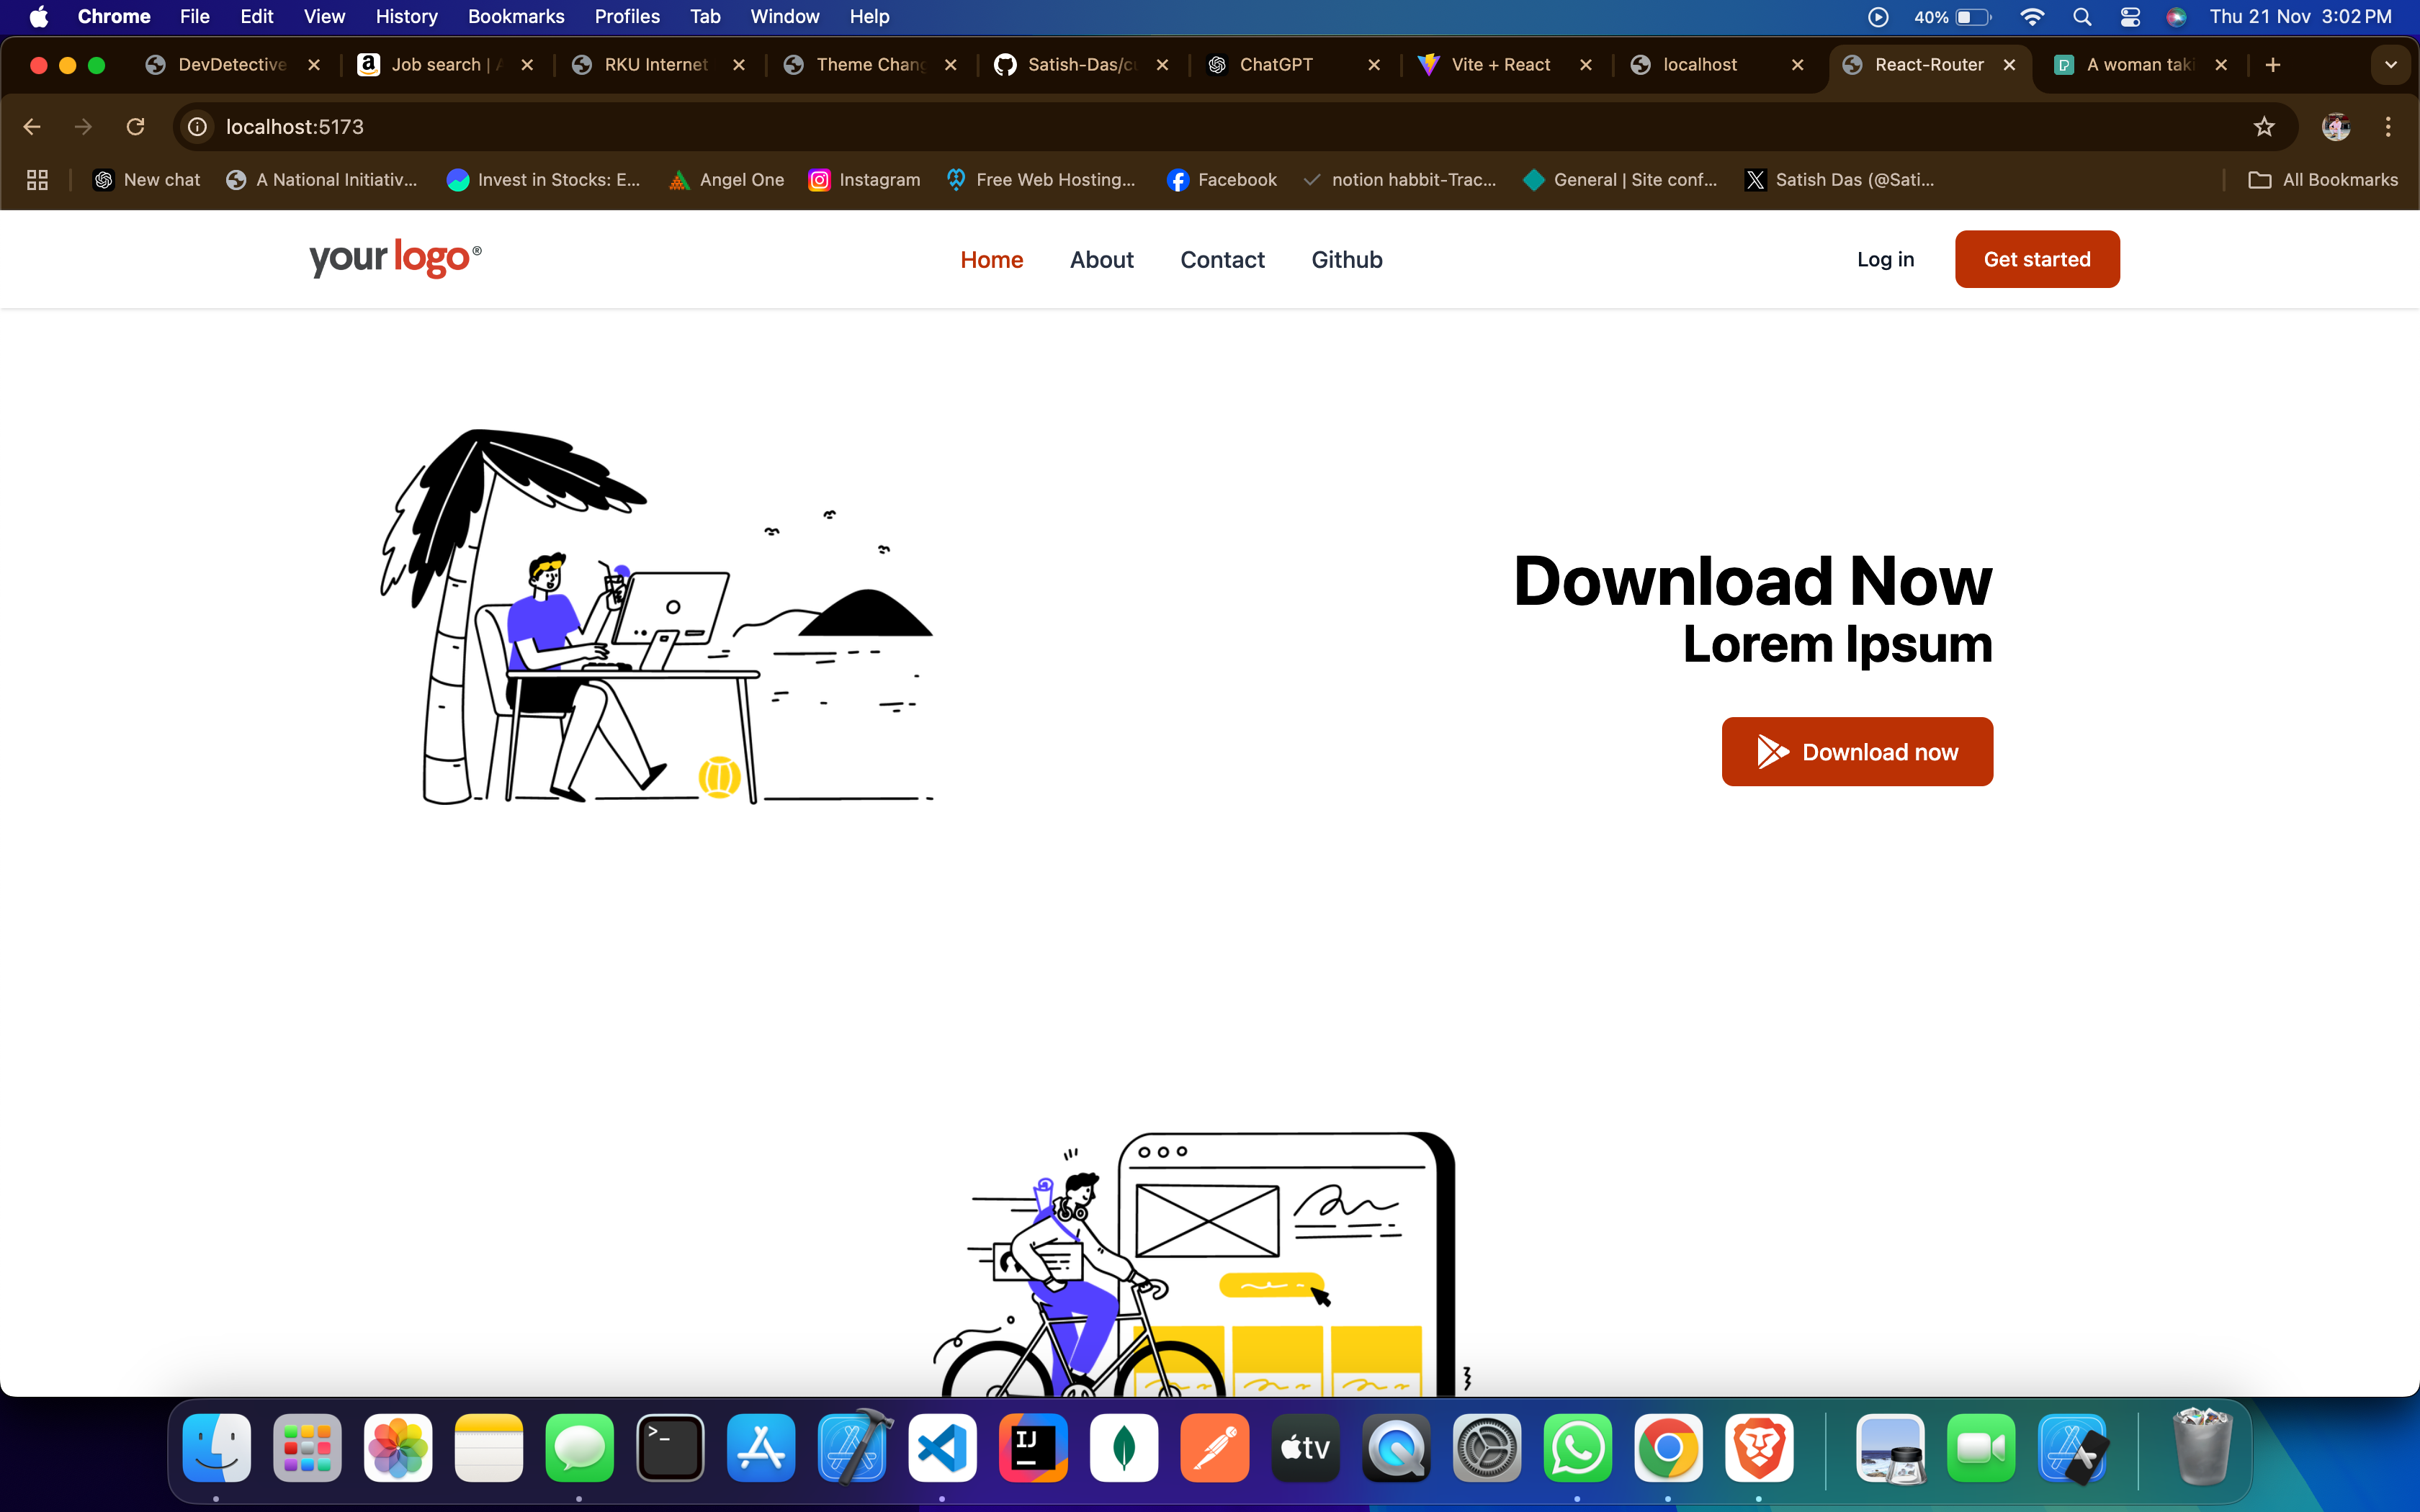 Chrome File Edit View History Bookmarks Profiles Tab Window Help 40% Thu 21 Nov 3:02 PM
DevDetective Job search | RKU Internet Theme Chang Satish-Das/cu ChatGPT Vite + React localhost React-Router A woman taki
localhost:5173
New chat A National Initiativ... Invest in Stocks: E... Angel One Instagram Free Web Hosting... Facebook notion habbit-Trac... General | Site conf... Satish Das (@Sati... All Bookmarks
your logo® Home About Contact Github Log in Get started
Download Now
Lorem Ipsum
Download now
>_ IJ tv